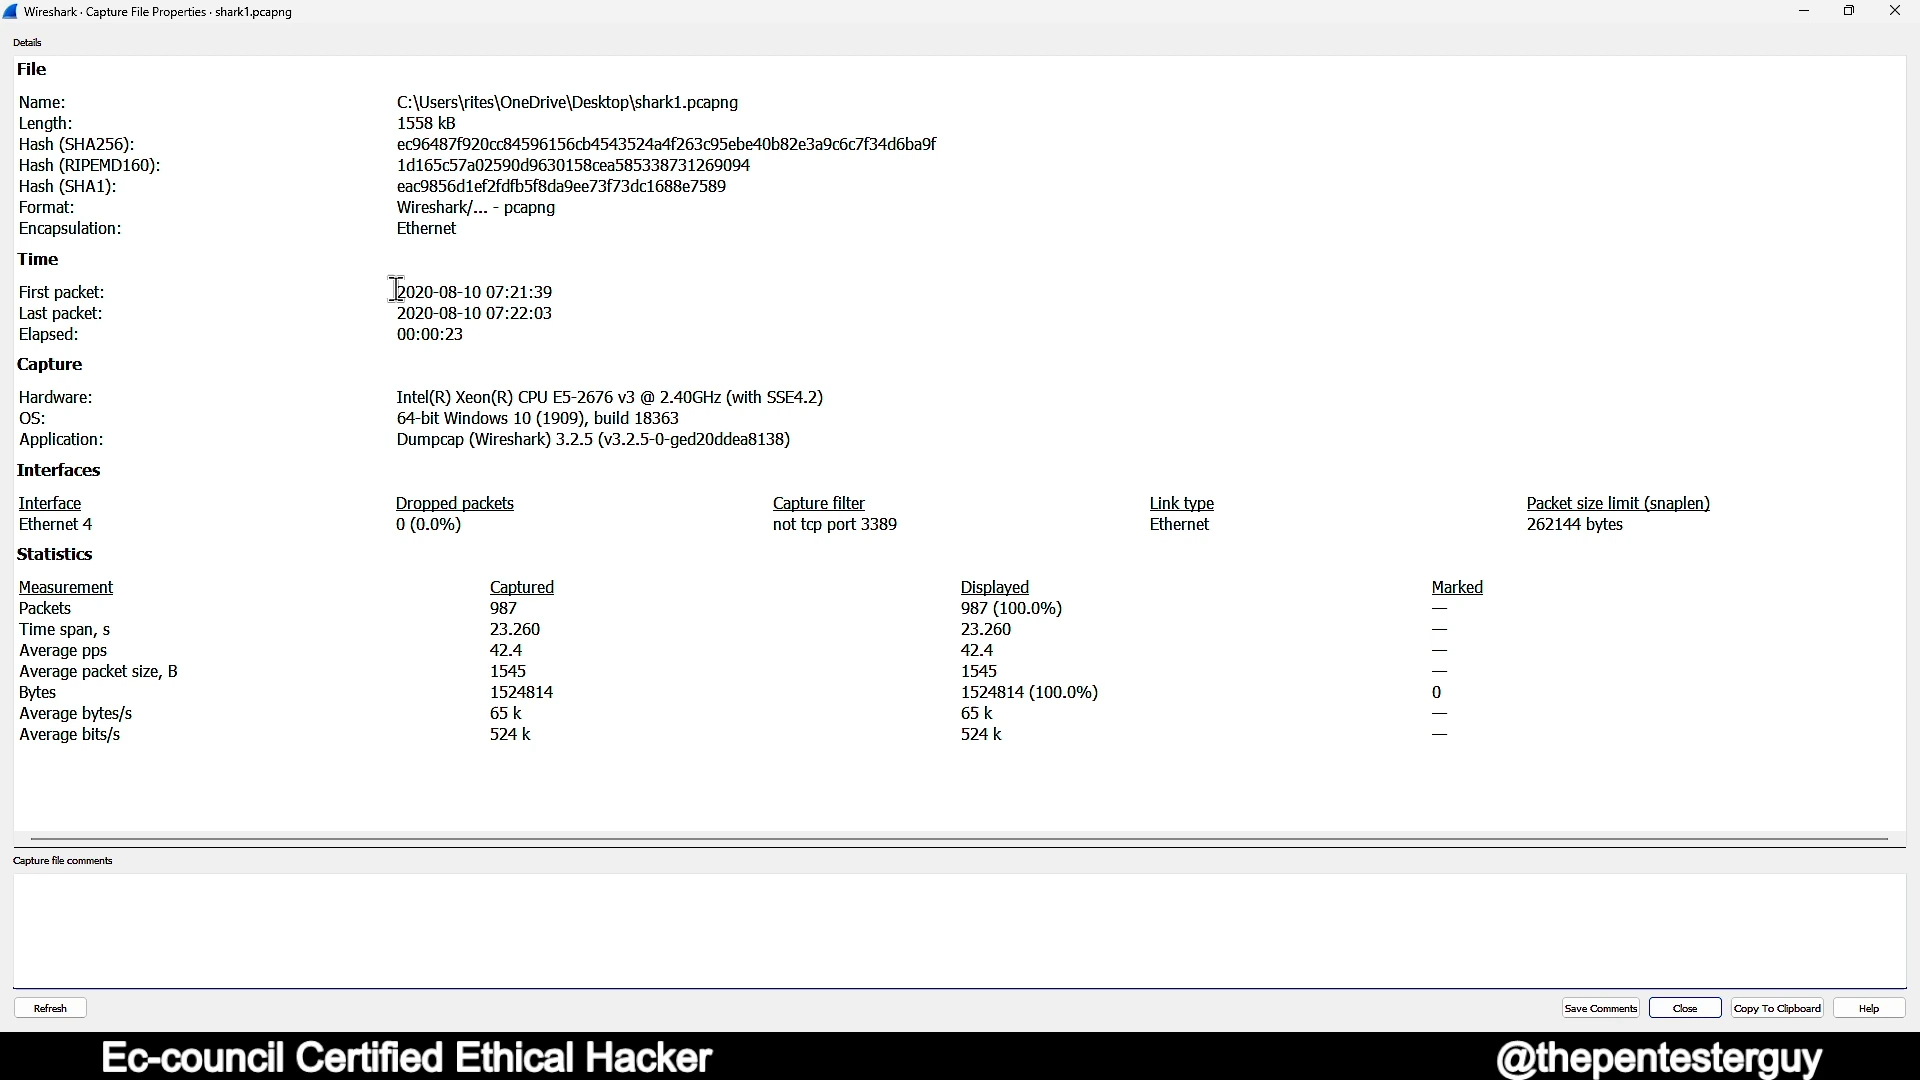 Wireshark · Capture File Properties · shark1.pcapng
Details
File
Name: C:\Users\rites\OneDrive\Desktop\shark1.pcapng
Length: 1558 kB
Hash (SHA256): ec96487f920cc84596156cb4543524a4f263c95ebe40b82e3a9c6c7f34d6ba9f
Hash (RIPEMD160): 1d165c57a02590d9630158cea585338731269094
Hash (SHA1): eac9856d1ef2fdfb5f8da9ee73f73dc1688e7589
Format: Wireshark/... - pcapng
Encapsulation: Ethernet
Time
First packet: 2020-08-10 07:21:39
Last packet: 2020-08-10 07:22:03
Elapsed: 00:00:23
Capture
Hardware: Intel(R) Xeon(R) CPU E5-2676 v3 @ 2.40GHz (with SSE4.2)
OS: 64-bit Windows 10 (1909), build 18363
Application: Dumpcap (Wireshark) 3.2.5 (v3.2.5-0-ged20ddea8138)
Interfaces
Interface Dropped packets Capture filter Link type Packet size limit (snaplen)
Ethernet 4 0 (0.0%) not tcp port 3389 Ethernet 262144 bytes
Statistics
Measurement Captured Displayed Marked
Packets 987 987 (100.0%) —
Time span, s 23.260 23.260 —
Average pps 42.4 42.4 —
Average packet size, B 1545 1545 —
Bytes 1524814 1524814 (100.0%) 0
Average bytes/s 65 k 65 k —
Average bits/s 524 k 524 k —
Capture file comments
Refresh Save Comments Close Copy To Clipboard Help
Ec-council Certified Ethical Hacker @thepentesterguy